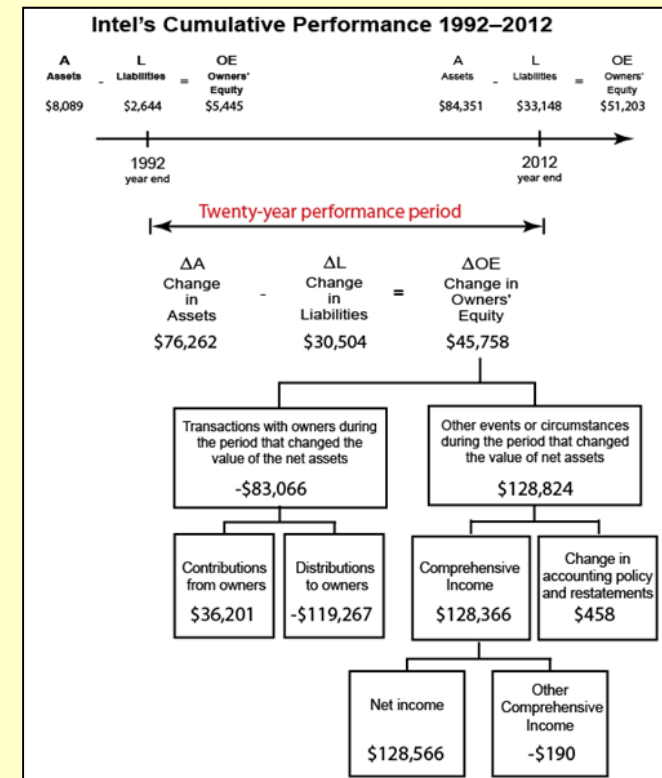 Intel's Cumulative Performance 1992–2012
A L OE A L OE
Assets - Liabilities = Owners' Equity Assets - Liabilities = Owners' Equity
$8,089 $2,644 $5,445 $84,351 $33,148 $51,203
1992 2012
year end year end
Twenty-year performance period
ΔA ΔL ΔOE
Change Change Change in
in - in = Owners'
Assets Liabilities Equity
$76,262 $30,504 $45,758
Transactions with owners during
the period that changed the
value of the net assets
-$83,066
Other events or circumstances
during the period that changed
the value of net assets
$128,824
Contributions
from owners
$36,201
Distributions
to owners
-$119,267
Comprehensive
Income
$128,366
Change in
accounting policy
and restatements
$458
Net income
$128,566
Other
Comprehensive
Income
-$190